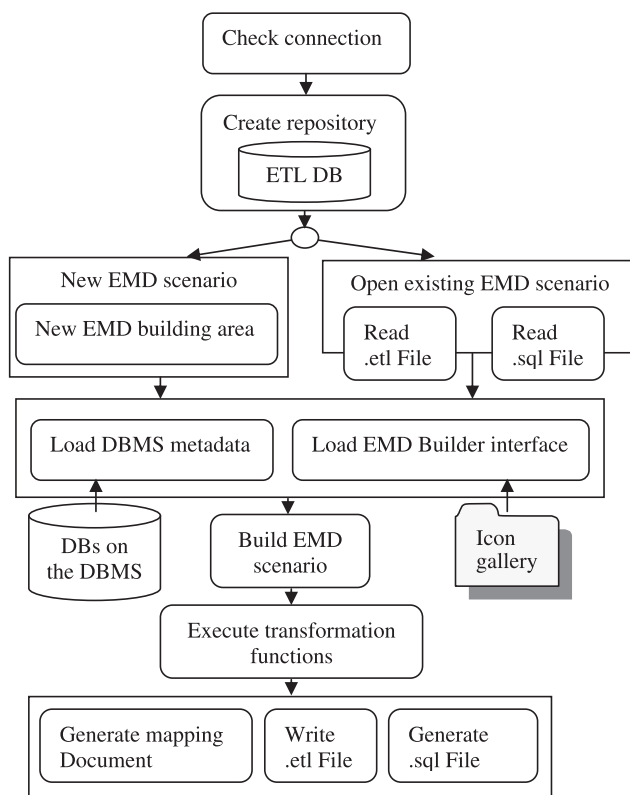 Check connection
Create repository
ETL DB
New EMD scenario
New EMD building area
Open existing EMD scenario
Read
.etl File
Read
.sql File
Load DBMS metadata
Load EMD Builder interface
DBs on
the DBMS
Build EMD
scenario
Icon
gallery
Execute transformation
functions
Generate mapping
Document
Write
.etl File
Generate
.sql File